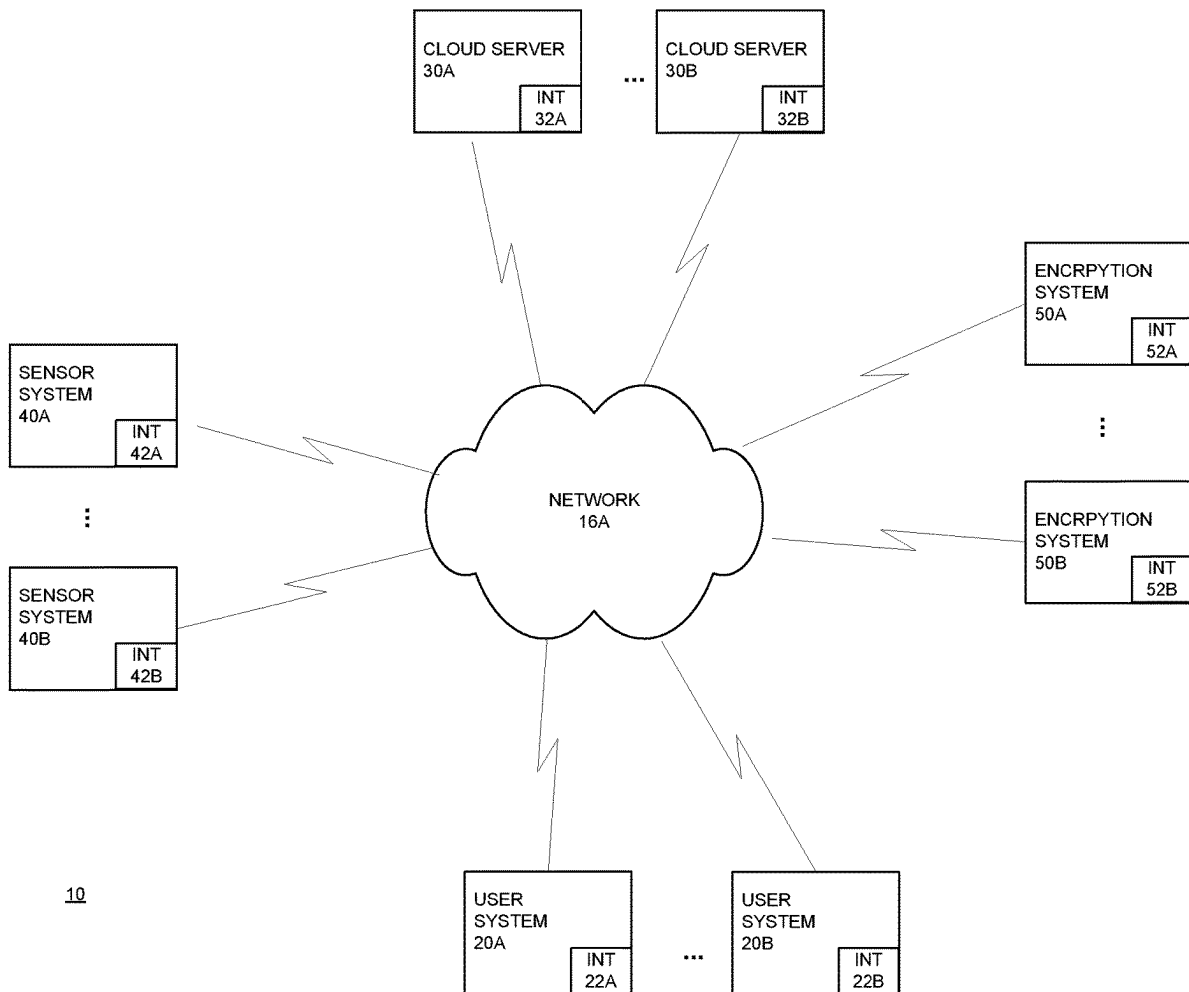 CLOUD SERVER
30A
INT
32A
...
CLOUD SERVER
30B
INT
32B
ENCRPYTION
SYSTEM
50A
INT
52A
...
SENSOR
SYSTEM
40A
INT
42A
...
NETWORK
16A
ENCRPYTION
SYSTEM
50B
INT
52B
SENSOR
SYSTEM
40B
INT
42B
10
USER
SYSTEM
20A
INT
22A
...
USER
SYSTEM
20B
INT
22B